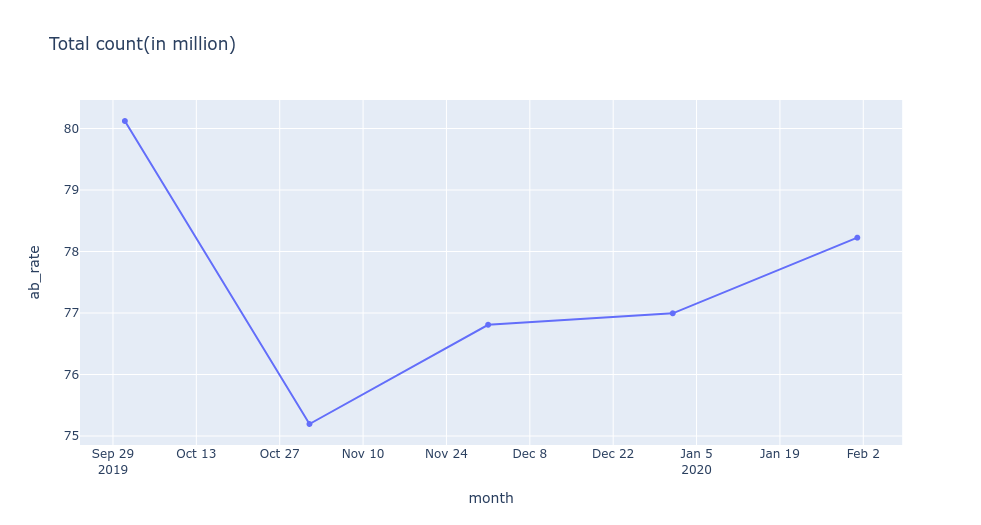 Total count(in million)
80
79
78
77
76
75
ab_rate
Sep 29 Oct 13 Oct 27 Nov 10 Nov 24 Dec 8 Dec 22 Jan 5 Jan 19 Feb 2
2019 2020
month